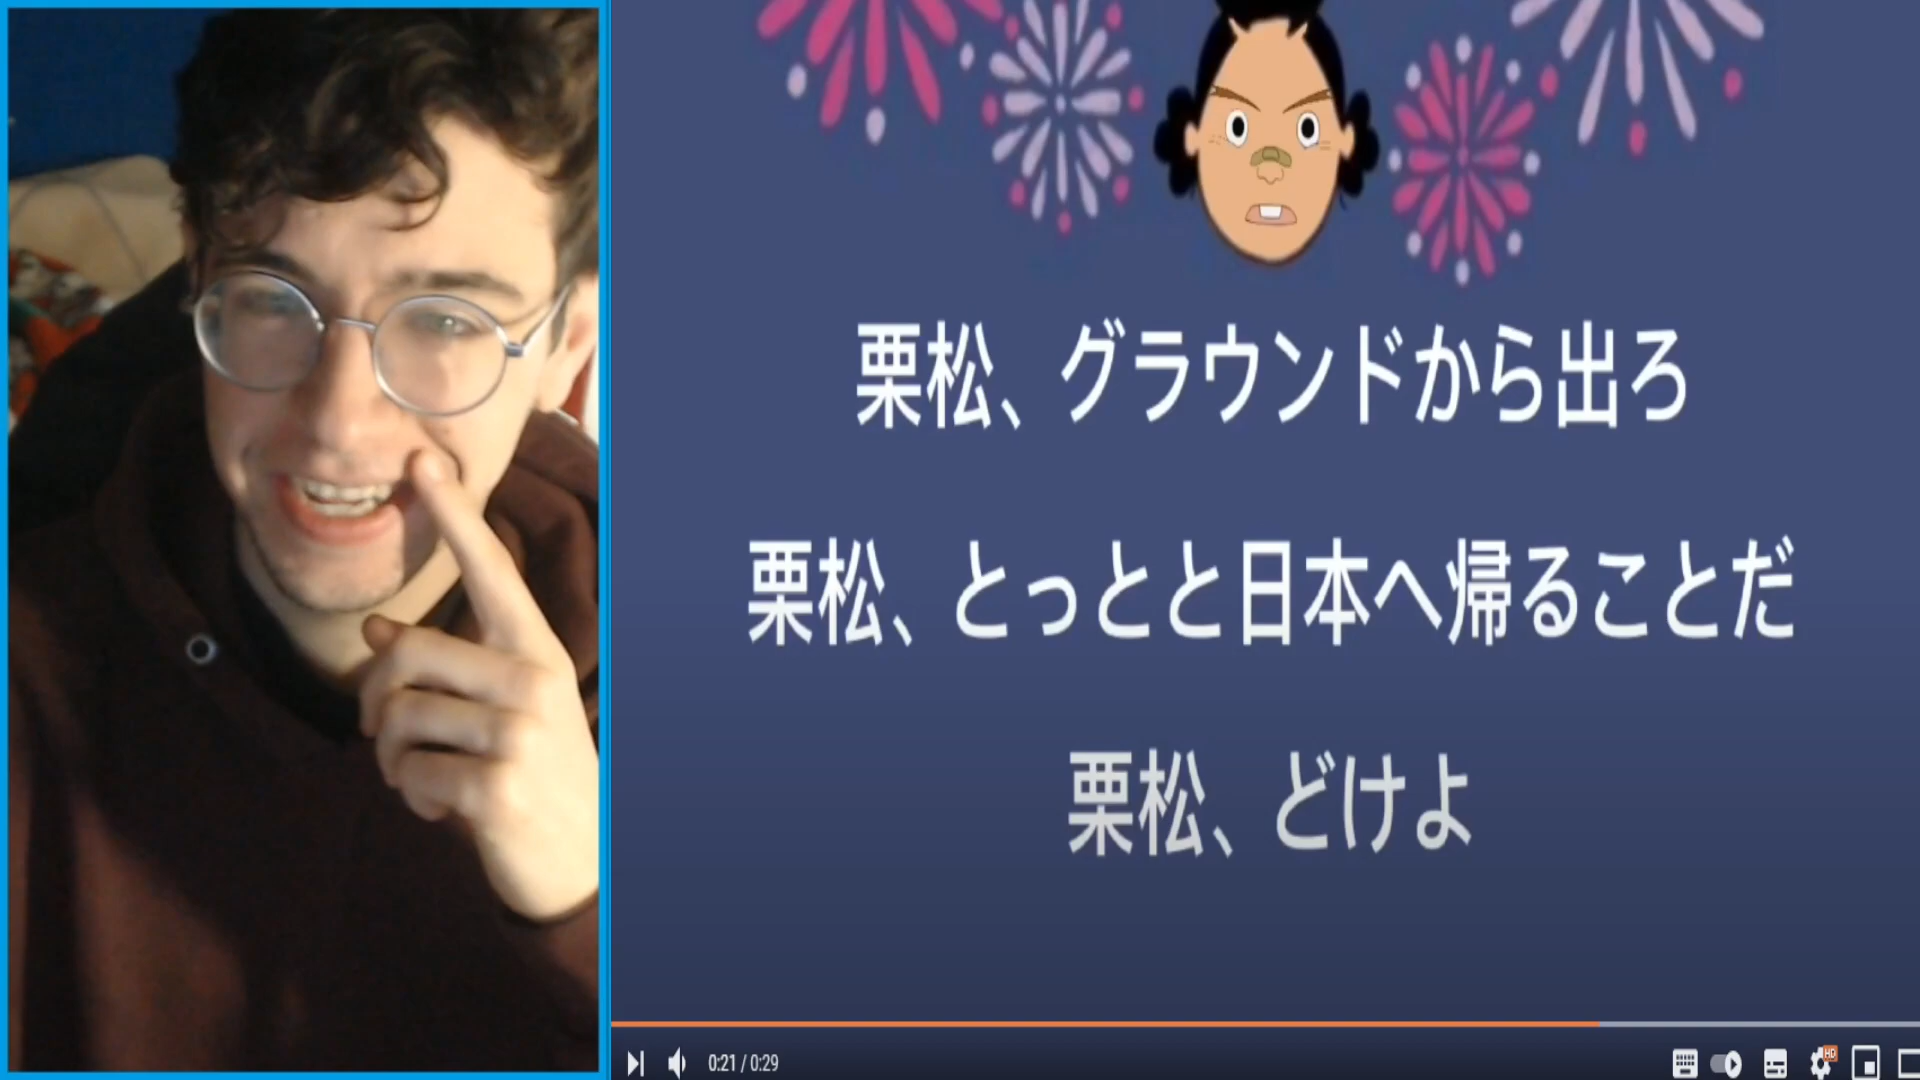 栗松、グラウンドから出ろ
栗松、とっとと日本へ帰ることだ
栗松、どけよ
0:21 / 0:29
HD